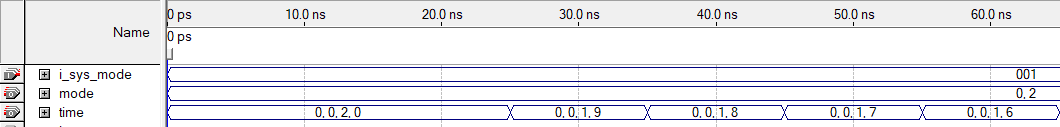 0 ps 10.0 ns 20.0 ns 30.0 ns 40.0 ns 50.0 ns 60.0 ns
Name
0 ps
i_sys_mode 001
mode 0, 2
time 0, 0, 2, 0 0, 0, 1, 9 0, 0, 1, 8 0, 0, 1, 7 0, 0, 1, 6